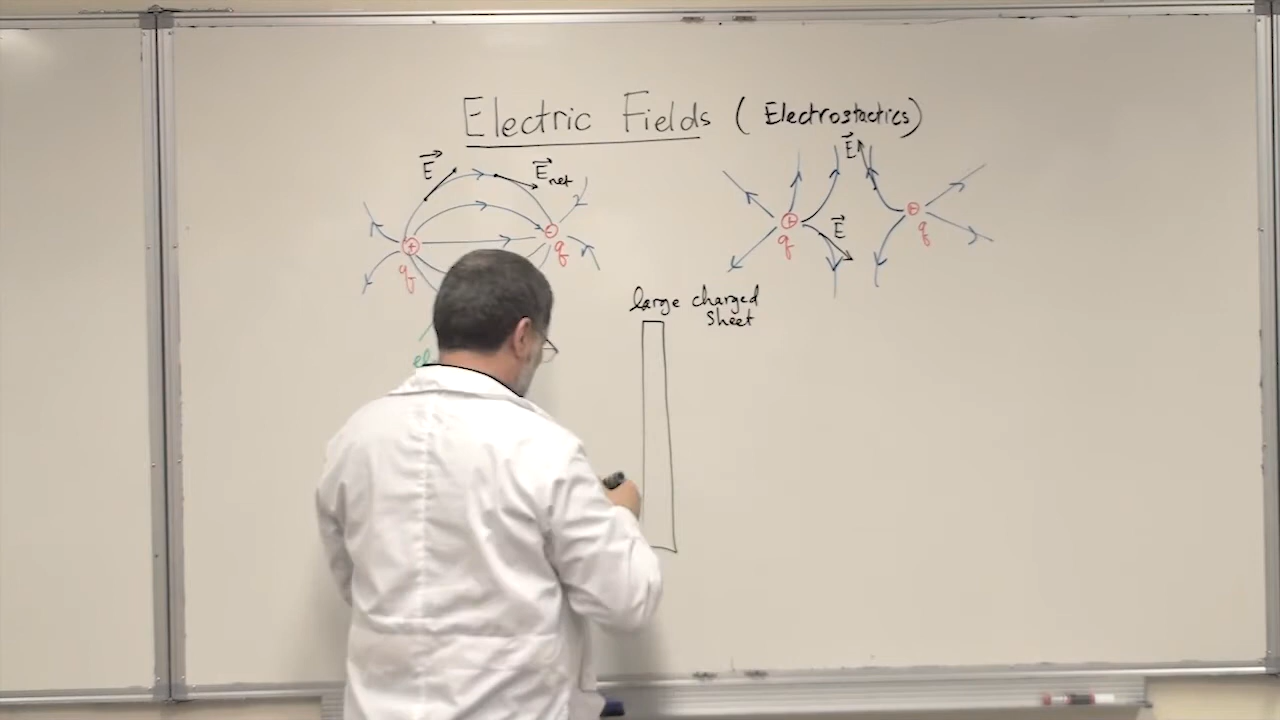 Electric Fields (Electrostactics)
E
E net
E
E
+
-
q
q
+
+
q
q
large charged
sheet